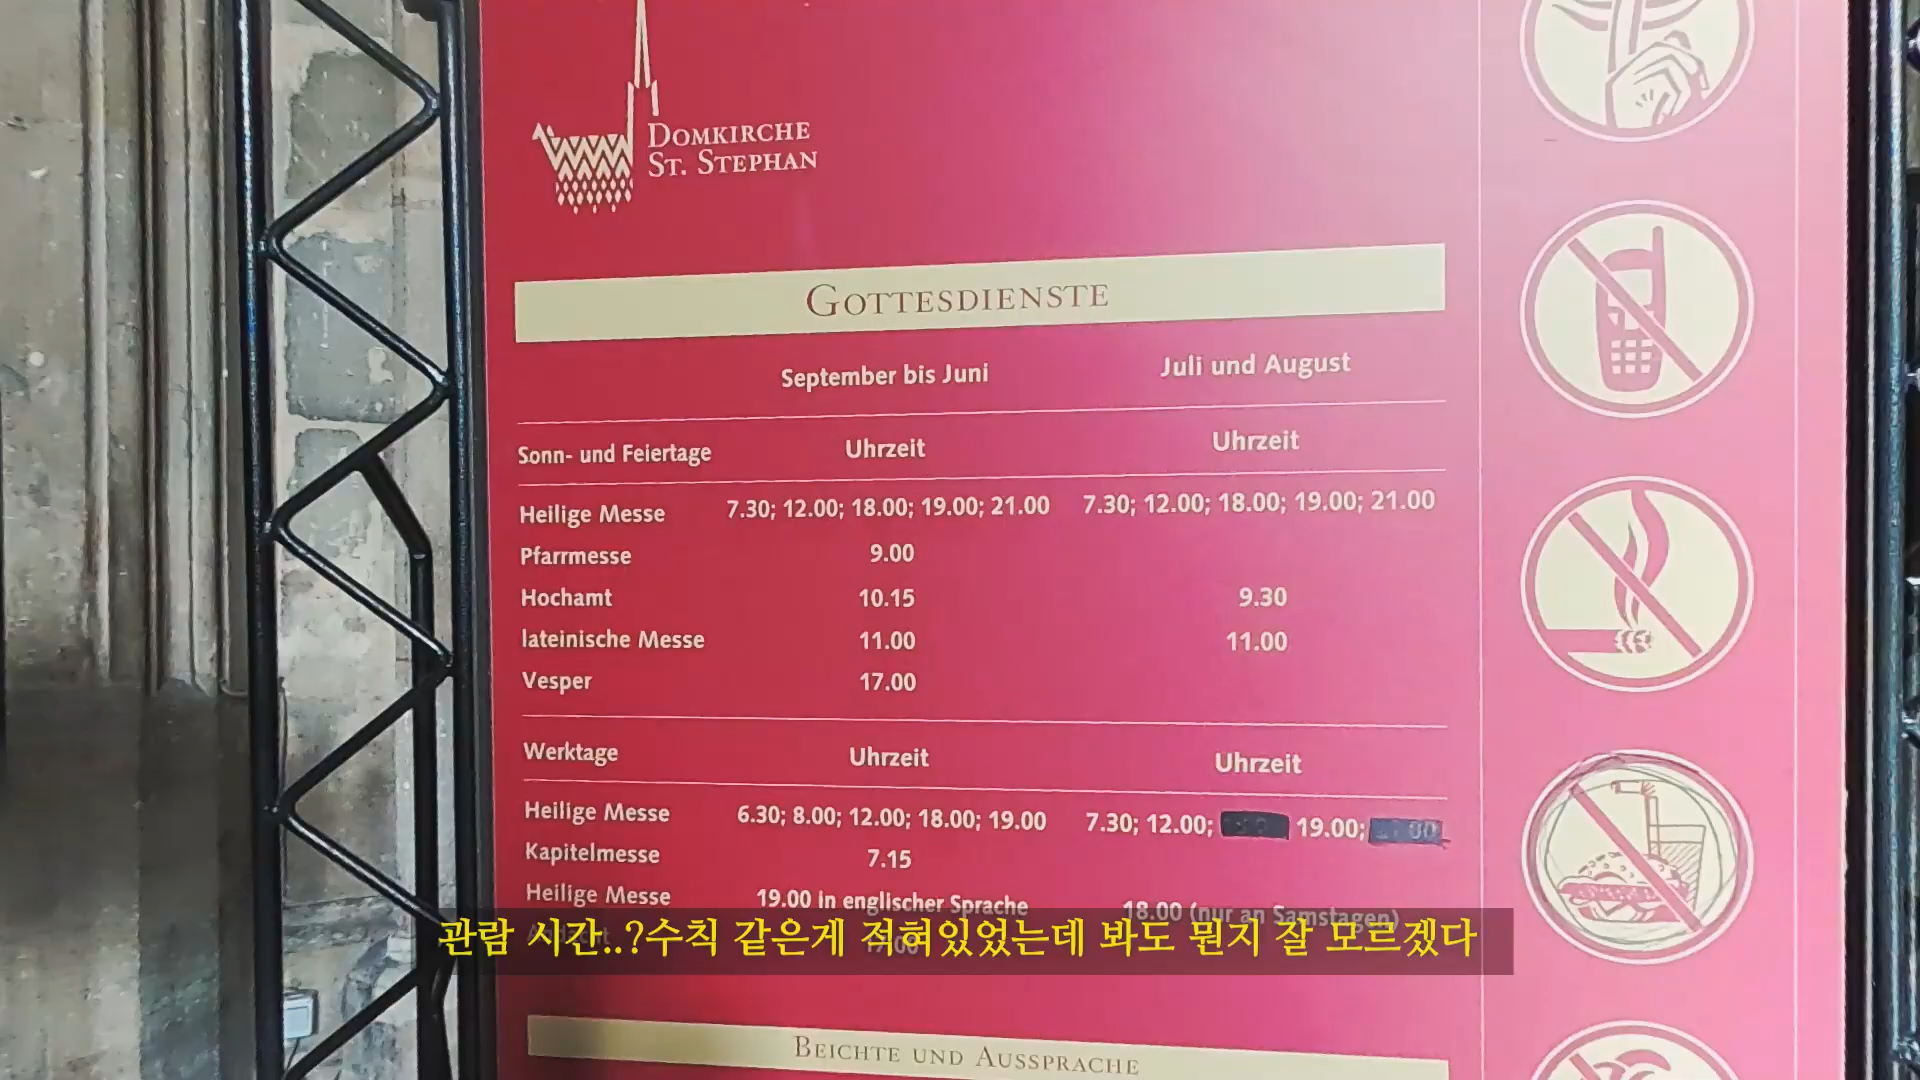 DOMKIRCHE
ST. STEPHAN
GOTTESDIENSTE
September bis Juni Juli und August
Sonn- und Feiertage Uhrzeit Uhrzeit
Heilige Messe 7.30; 12.00; 18.00; 19.00; 21.00 7.30; 12.00; 18.00; 19.00; 21.00
Pfarrmesse 9.00
Hochamt 10.15 9.30
lateinische Messe 11.00 11.00
Vesper 17.00
Werktage Uhrzeit Uhrzeit
Heilige Messe 6.30; 8.00; 12.00; 18.00; 19.00 7.30; 12.00; 19.00;
Kapitelmesse 7.15
Heilige Messe 19.00 in englischer Sprache 18.00 (nur an Samstagen)
관람 시간..?수칙 같은게 적혀있었는데 봐도 뭔지 잘 모르겠다
BEICHTE UND AUSSPRACHE